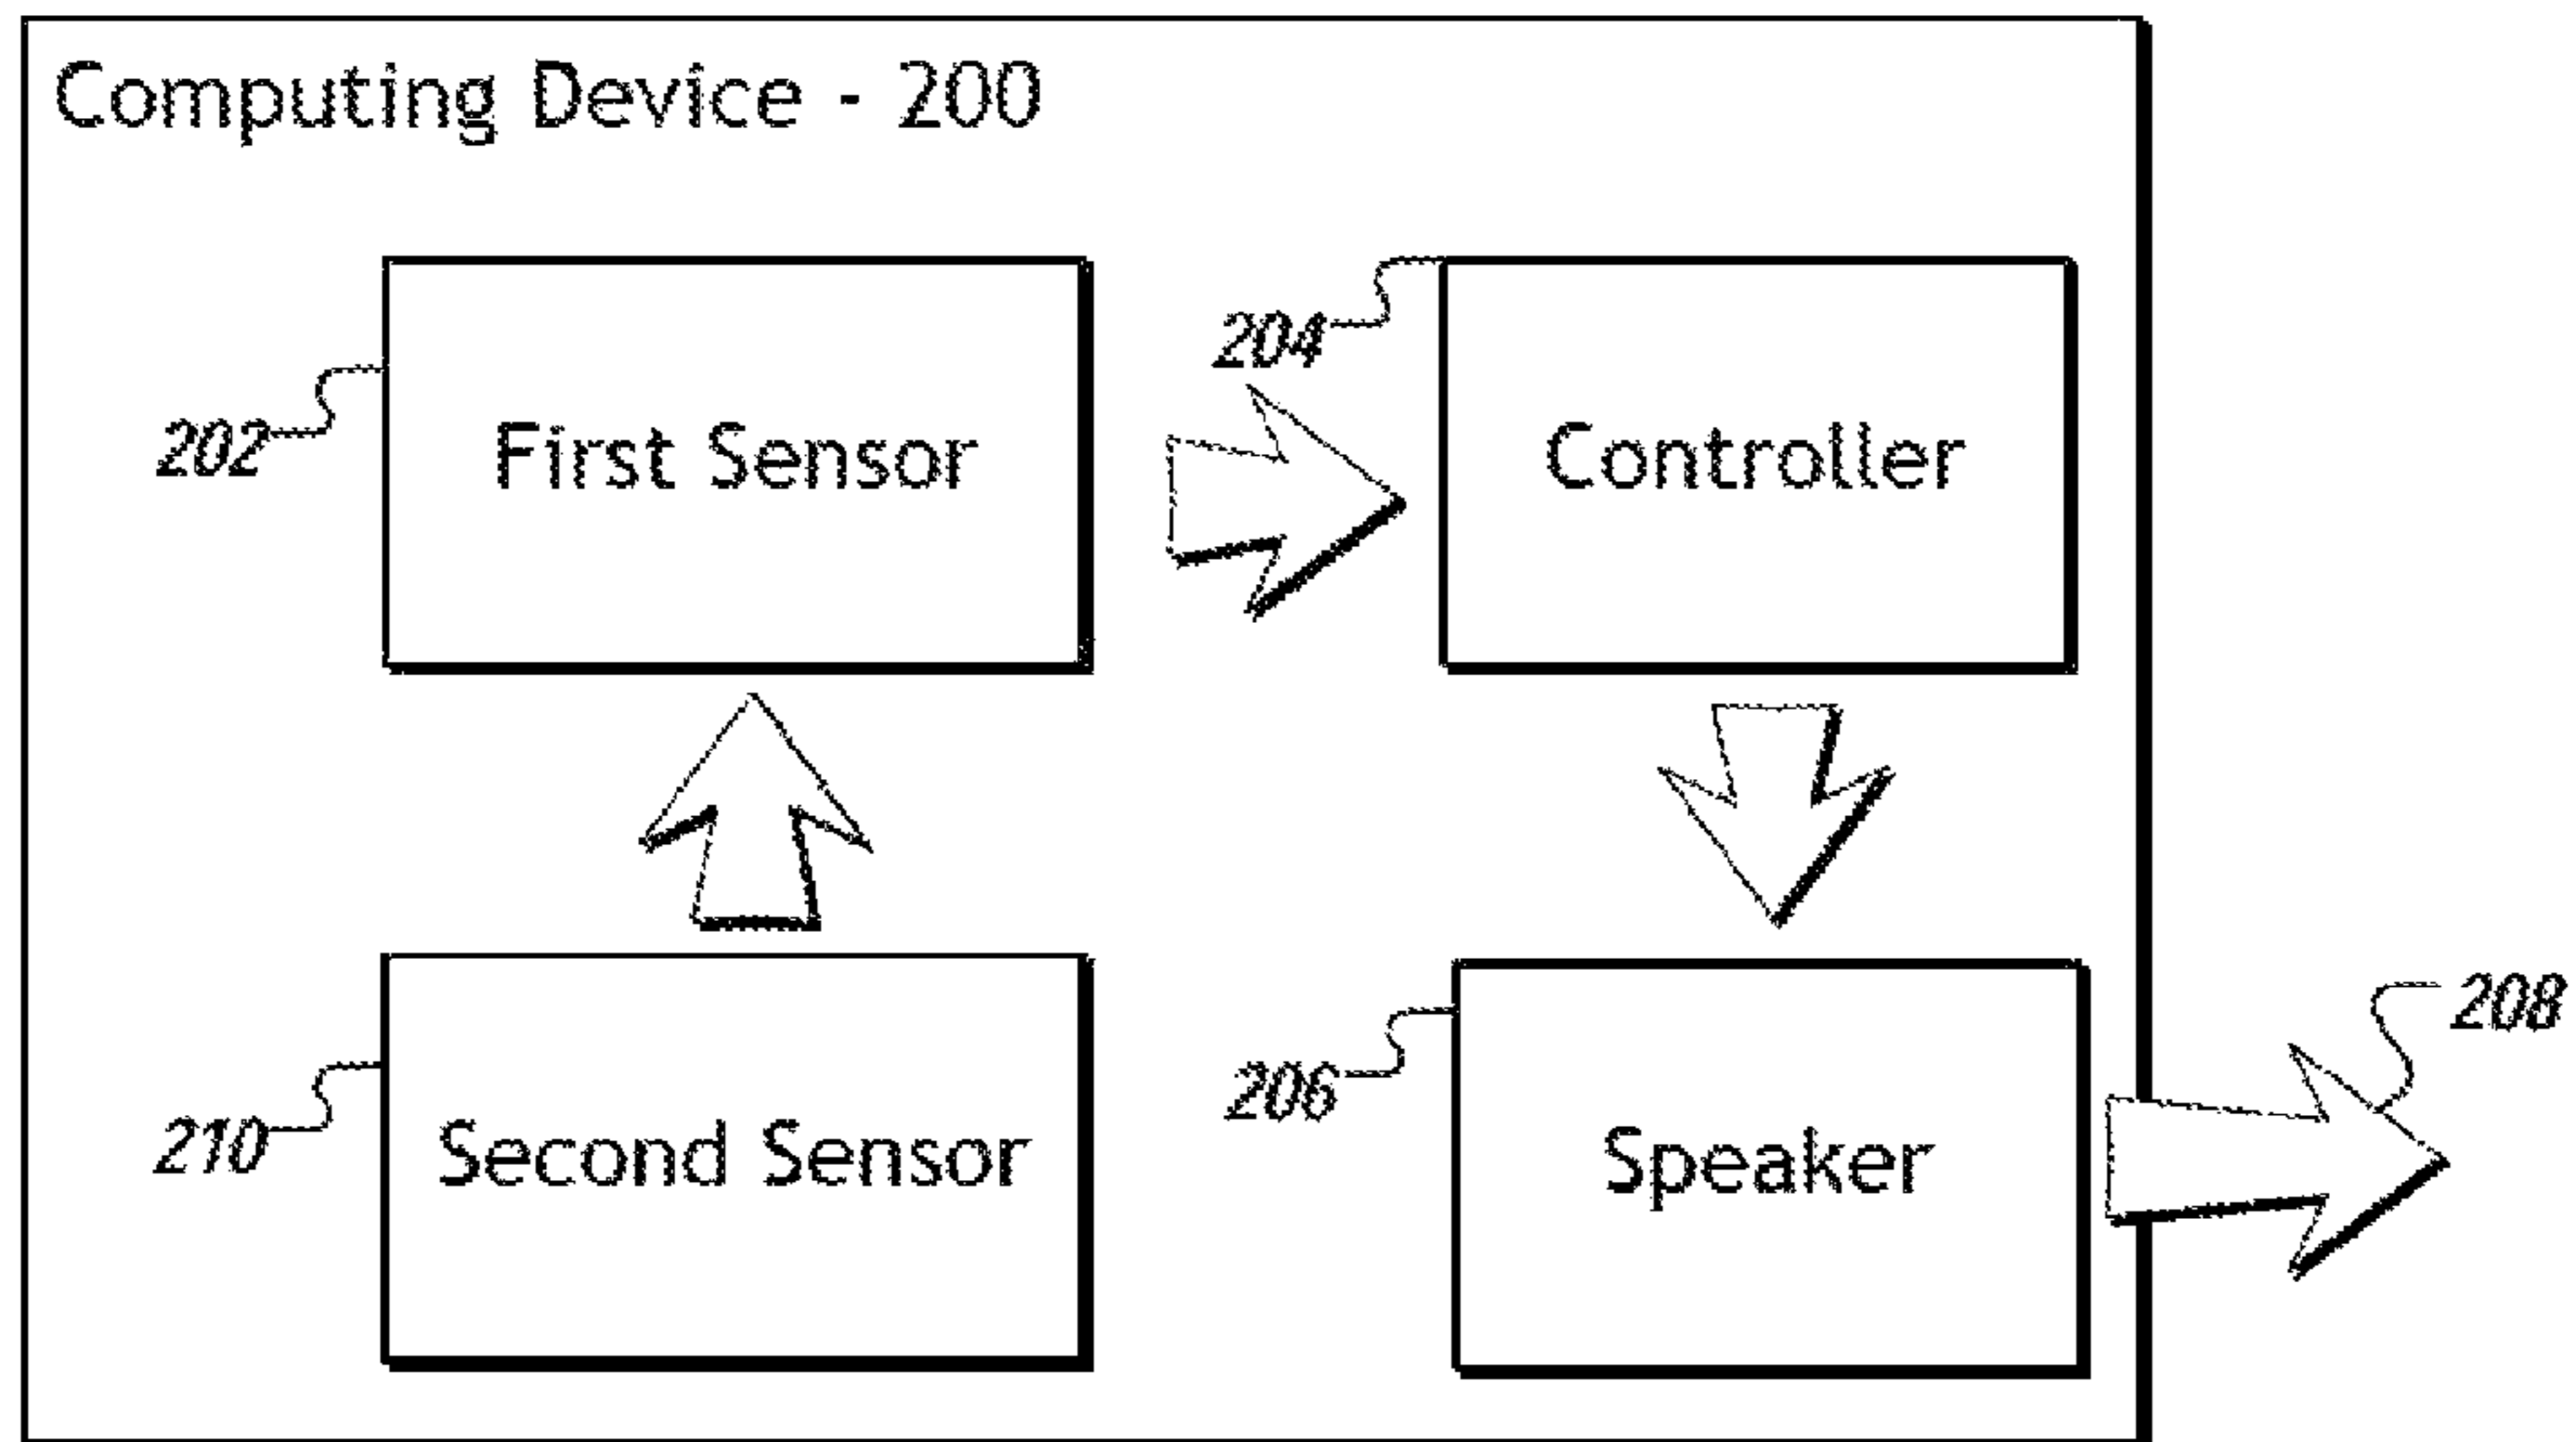 Computing Device - 200
202
First Sensor
204
Controller
210
Second Sensor
206
Speaker
208